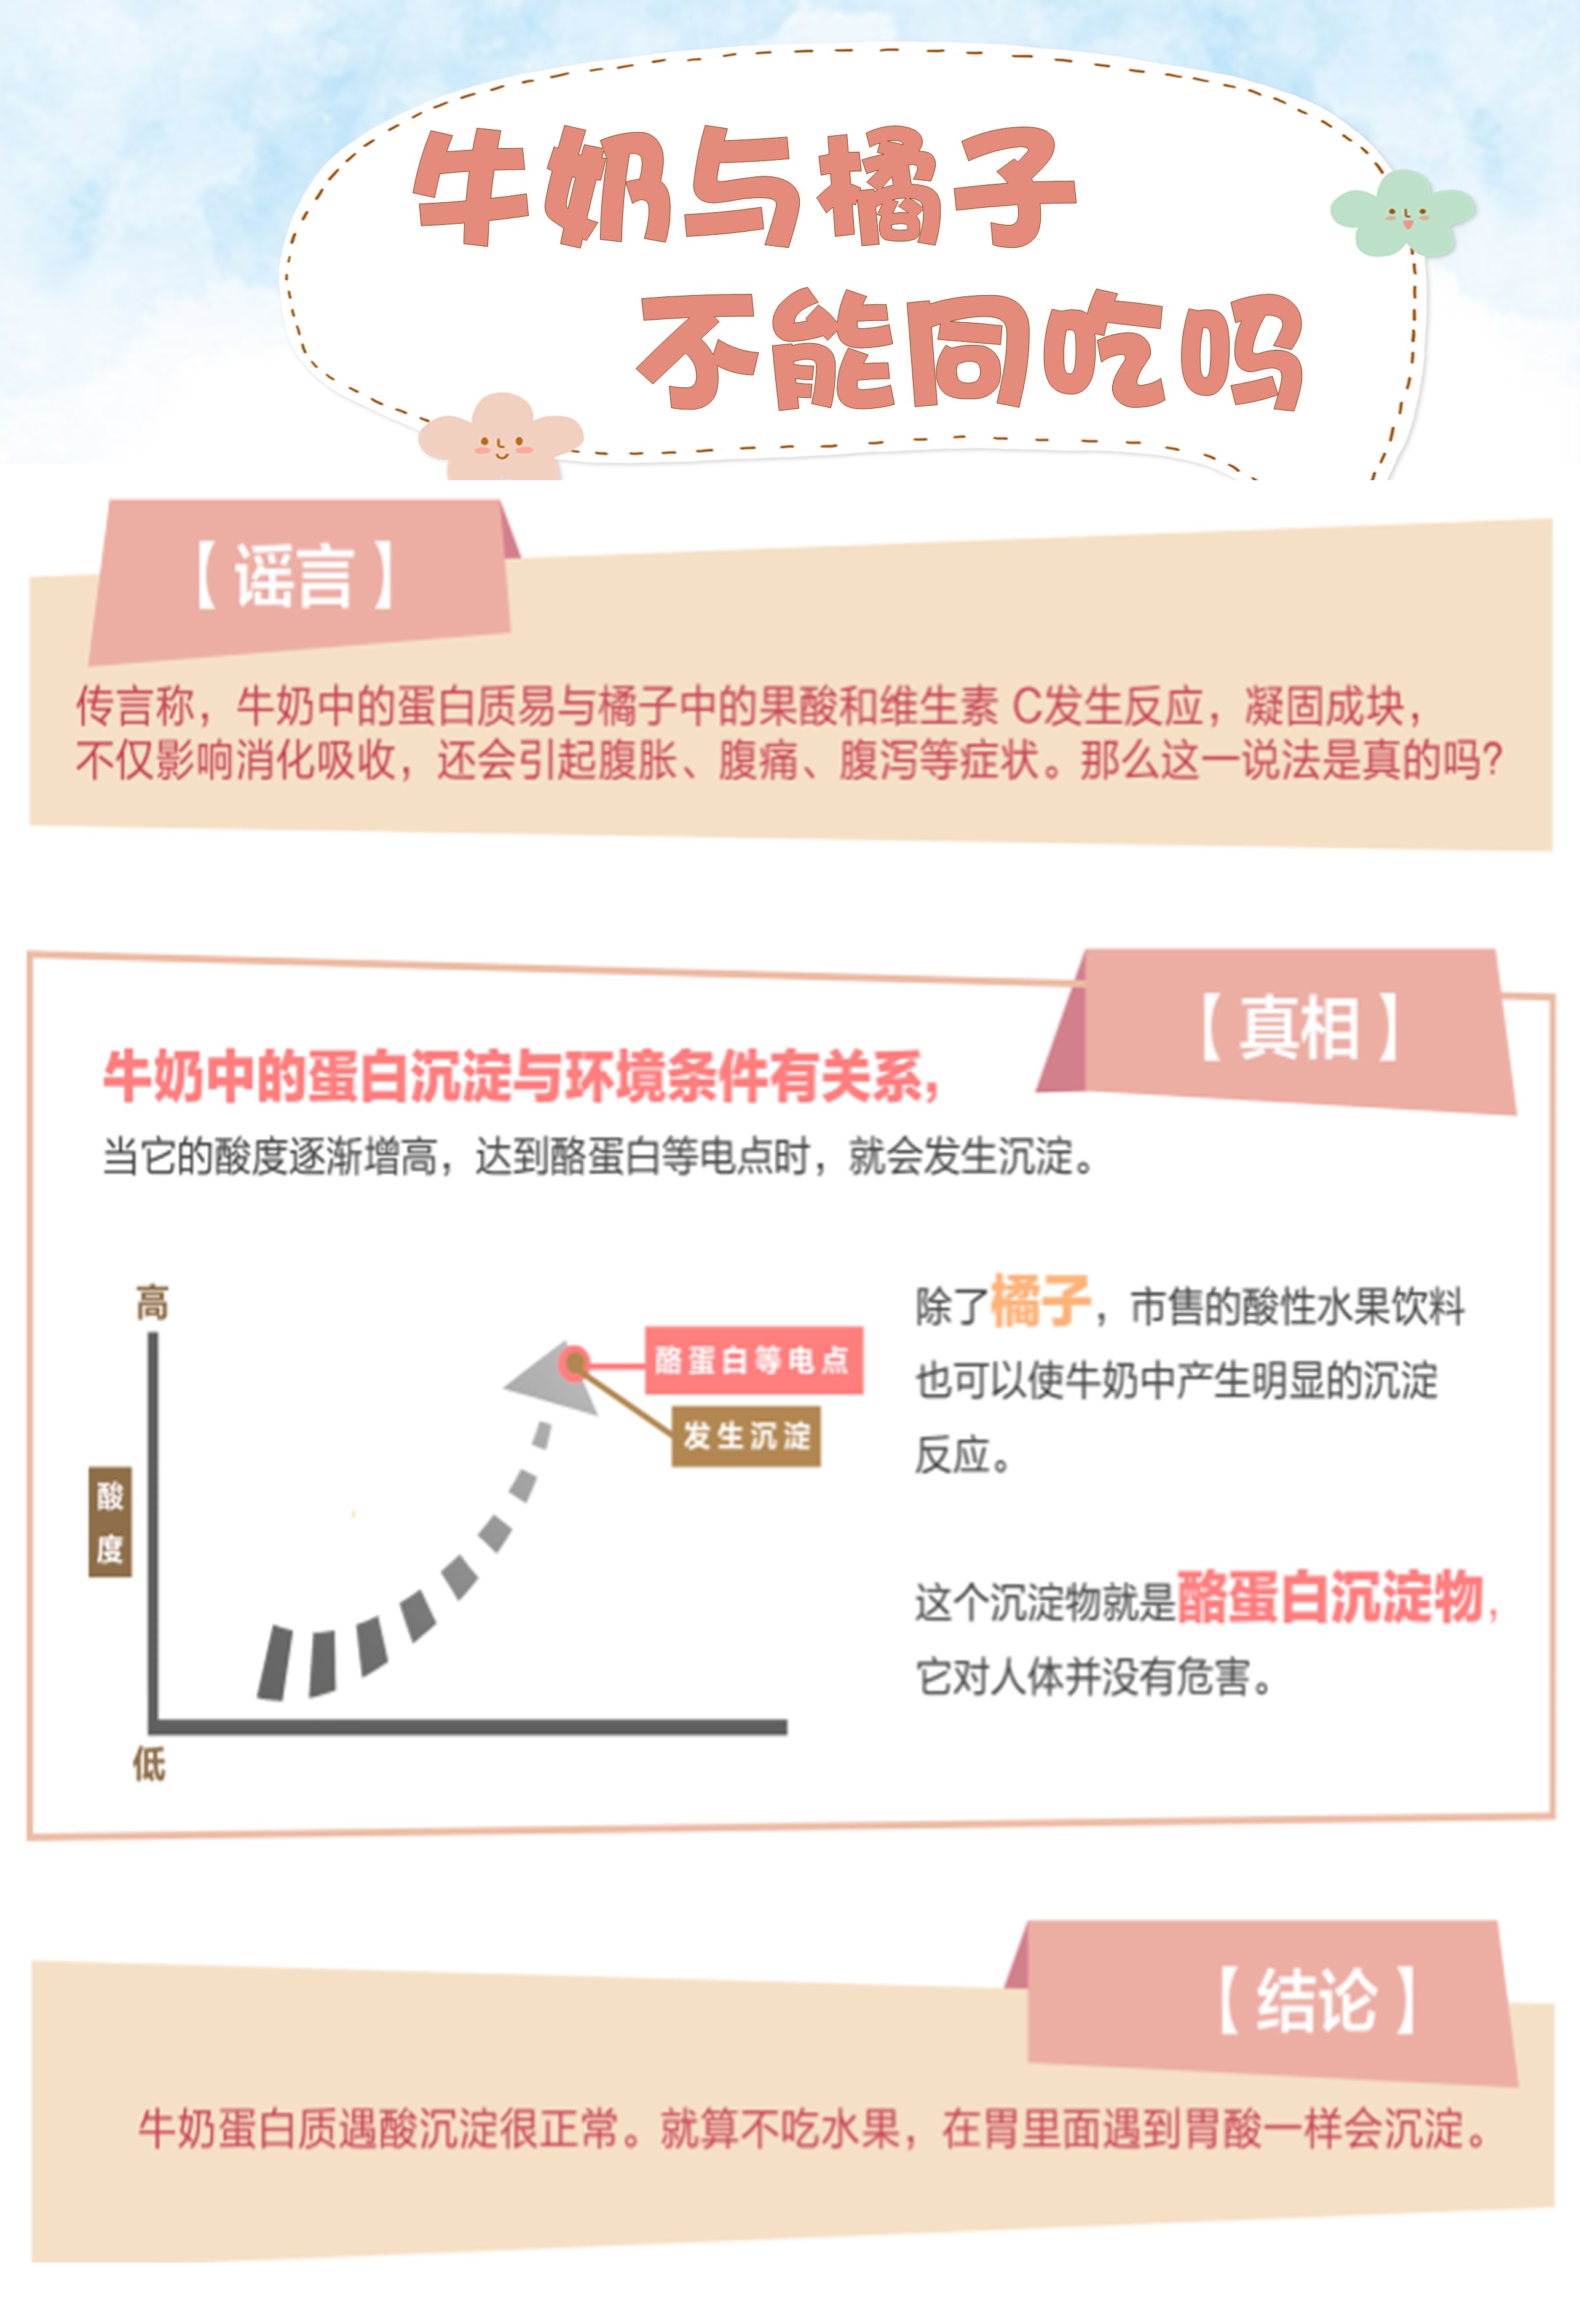 牛奶与橘子
不能同吃吗
【谣言】
传言称，牛奶中的蛋白质易与橘子中的果酸和维生素 C发生反应，凝固成块，
不仅影响消化吸收，还会引起腹胀、腹痛、腹泻等症状。那么这一说法是真的吗？
【真相】
牛奶中的蛋白沉淀与环境条件有关系，
当它的酸度逐渐增高，达到酪蛋白等电点时，就会发生沉淀。
高
酸度
低
酪蛋白等电点
发生沉淀
除了橘子，市售的酸性水果饮料
也可以使牛奶中产生明显的沉淀
反应。
这个沉淀物就是酪蛋白沉淀物，
它对人体并没有危害。
【结论】
牛奶蛋白质遇酸沉淀很正常。就算不吃水果，在胃里面遇到胃酸一样会沉淀。